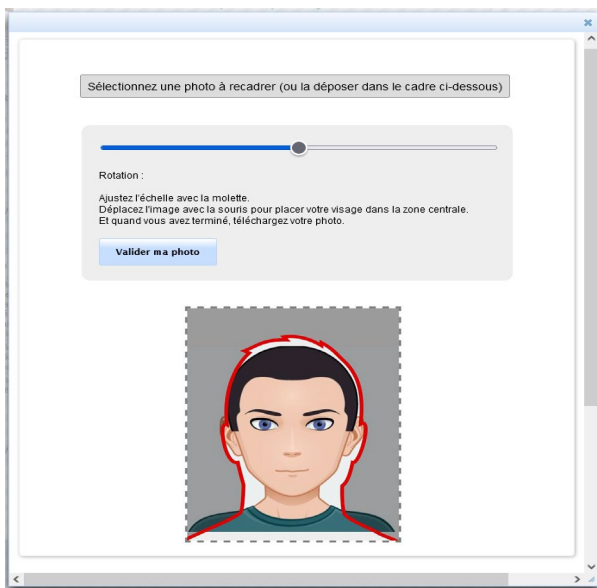 Sélectionnez une photo à recadrer (ou la déposer dans le cadre ci-dessous)
Rotation :
Ajustez l'échelle avec la molette.
Déplacez l'image avec la souris pour placer votre visage dans la zone centrale.
Et quand vous avez terminé, téléchargez votre photo.
Valider ma photo